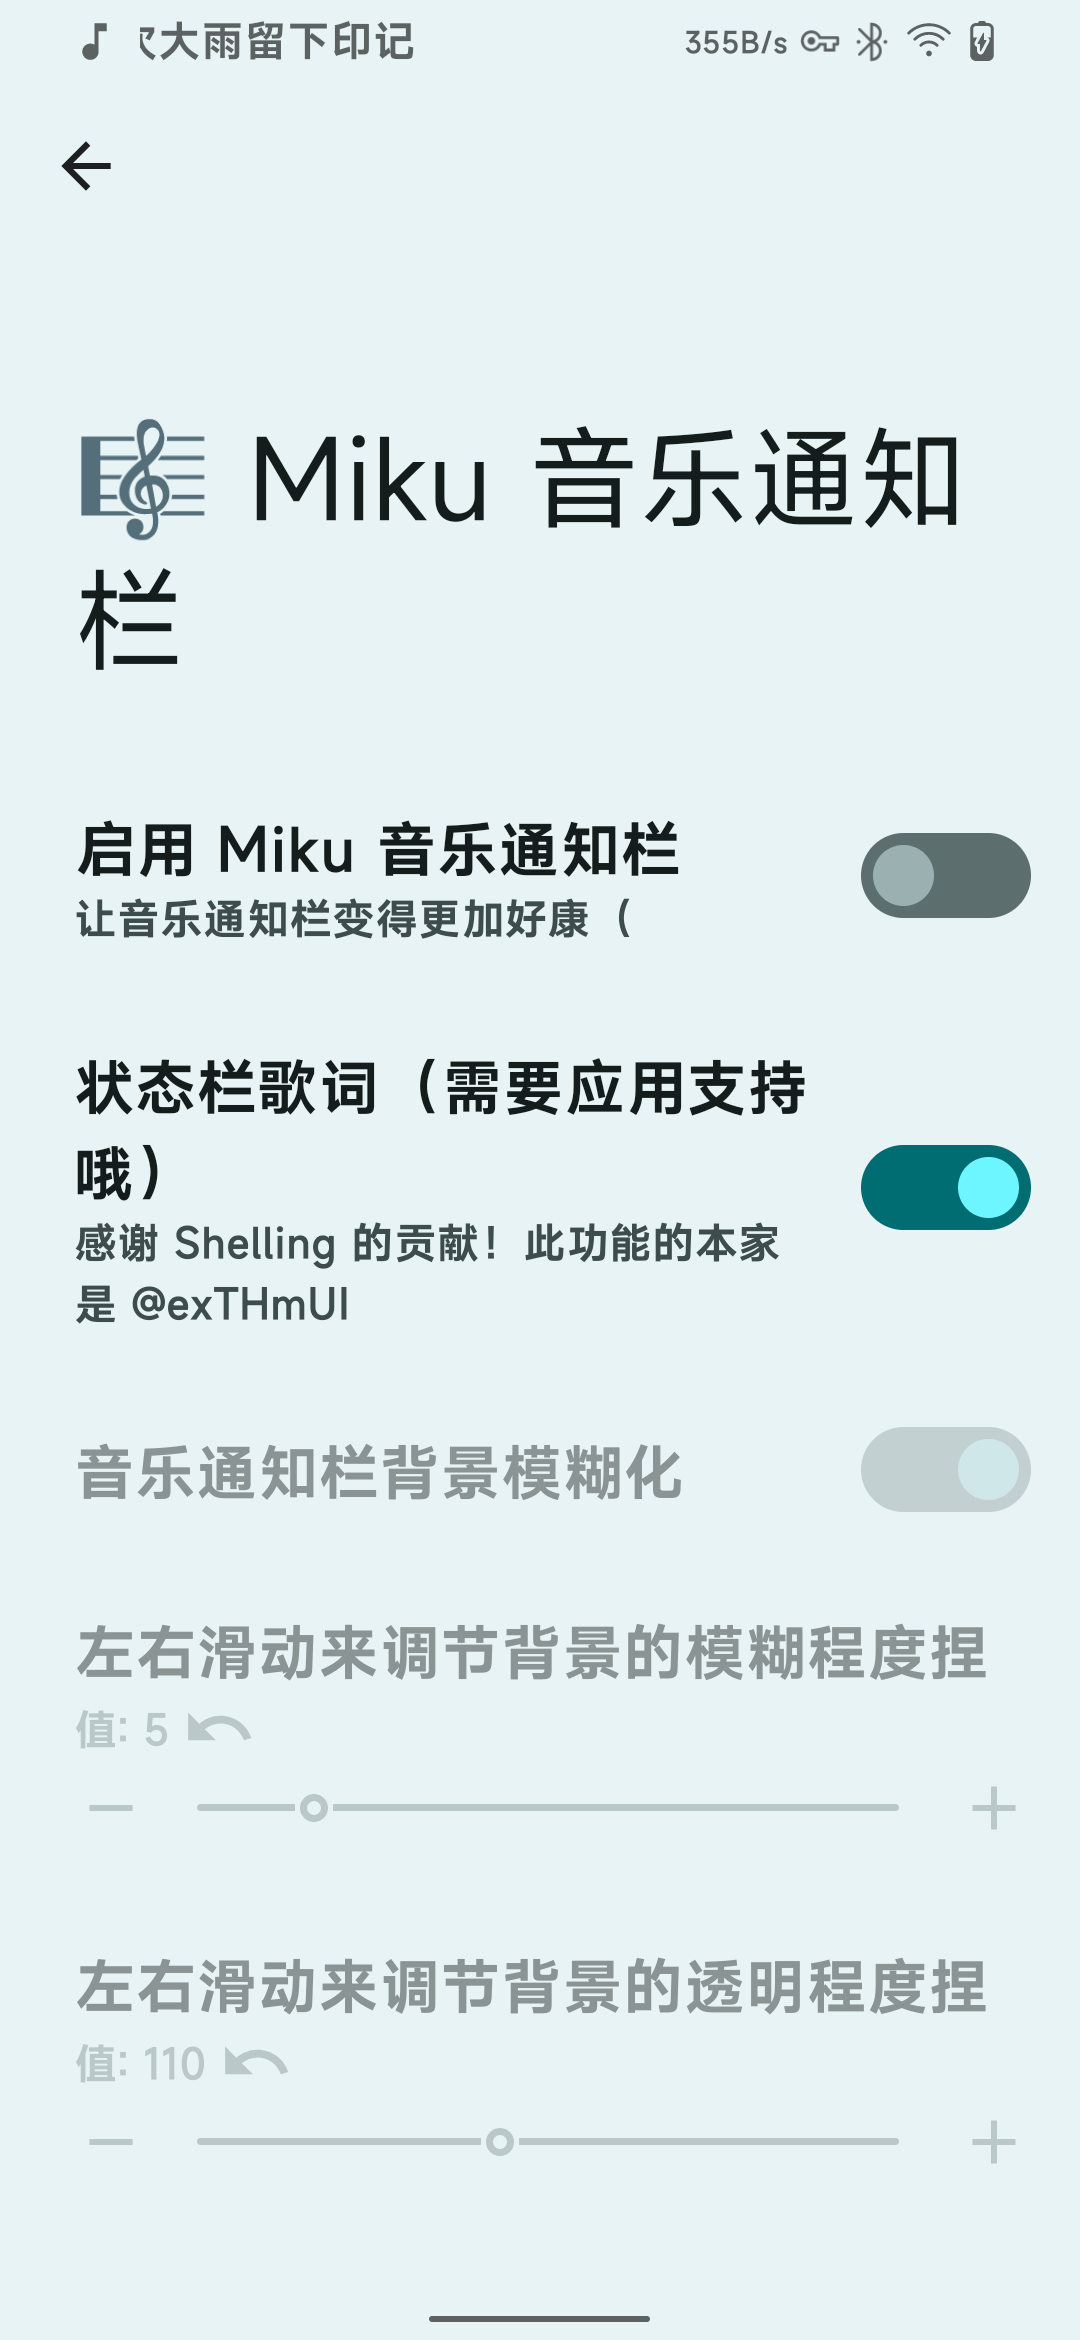 大雨留下印记
355B/s
🎼 Miku 音乐通知
栏
启用 Miku 音乐通知栏
让音乐通知栏变得更加好康（
状态栏歌词（需要应用支持
哦）
感谢 Shelling 的贡献！此功能的本家
是 @exTHmUI
音乐通知栏背景模糊化
左右滑动来调节背景的模糊程度捏
值: 5
左右滑动来调节背景的透明程度捏
值: 110